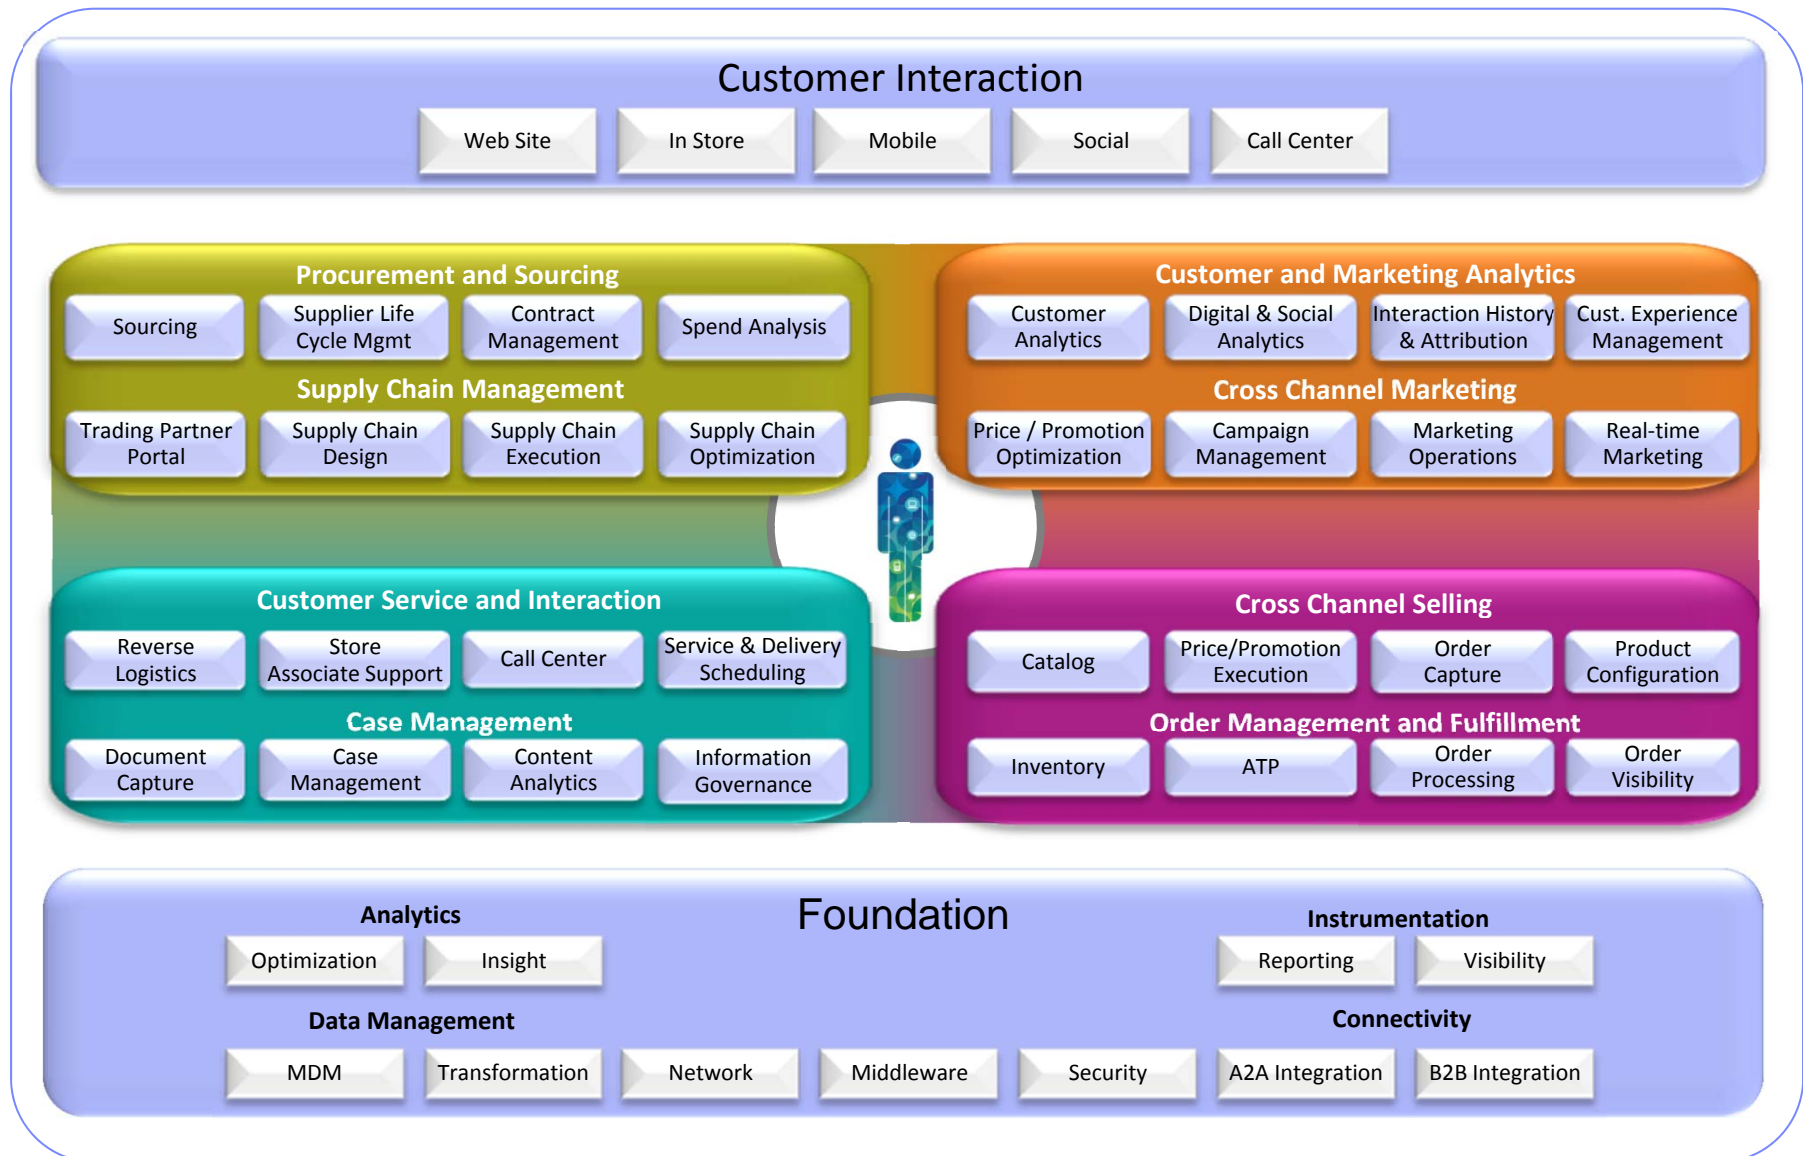 Customer Interaction
Web Site
In Store
Mobile
Social
Call Center
Procurement and Sourcing
Sourcing
Supplier Life
Cycle Mgmt
Contract
Management
Spend Analysis
Supply Chain Management
Trading Partner
Portal
Supply Chain
Design
Supply Chain
Execution
Supply Chain
Optimization
Customer and Marketing Analytics
Customer
Analytics
Digital & Social
Analytics
Interaction History
& Attribution
Cust. Experience
Management
Cross Channel Marketing
Price / Promotion
Optimization
Campaign
Management
Marketing
Operations
Real-time
Marketing
Customer Service and Interaction
Reverse
Logistics
Store
Associate Support
Call Center
Service & Delivery
Scheduling
Case Management
Document
Capture
Case
Management
Content
Analytics
Information
Governance
Cross Channel Selling
Catalog
Price/Promotion
Execution
Order
Capture
Product
Configuration
Order Management and Fulfillment
Inventory
ATP
Order
Processing
Order
Visibility
Foundation
Analytics
Optimization
Insight
Instrumentation
Reporting
Visibility
Data Management
Connectivity
MDM
Transformation
Network
Middleware
Security
A2A Integration
B2B Integration